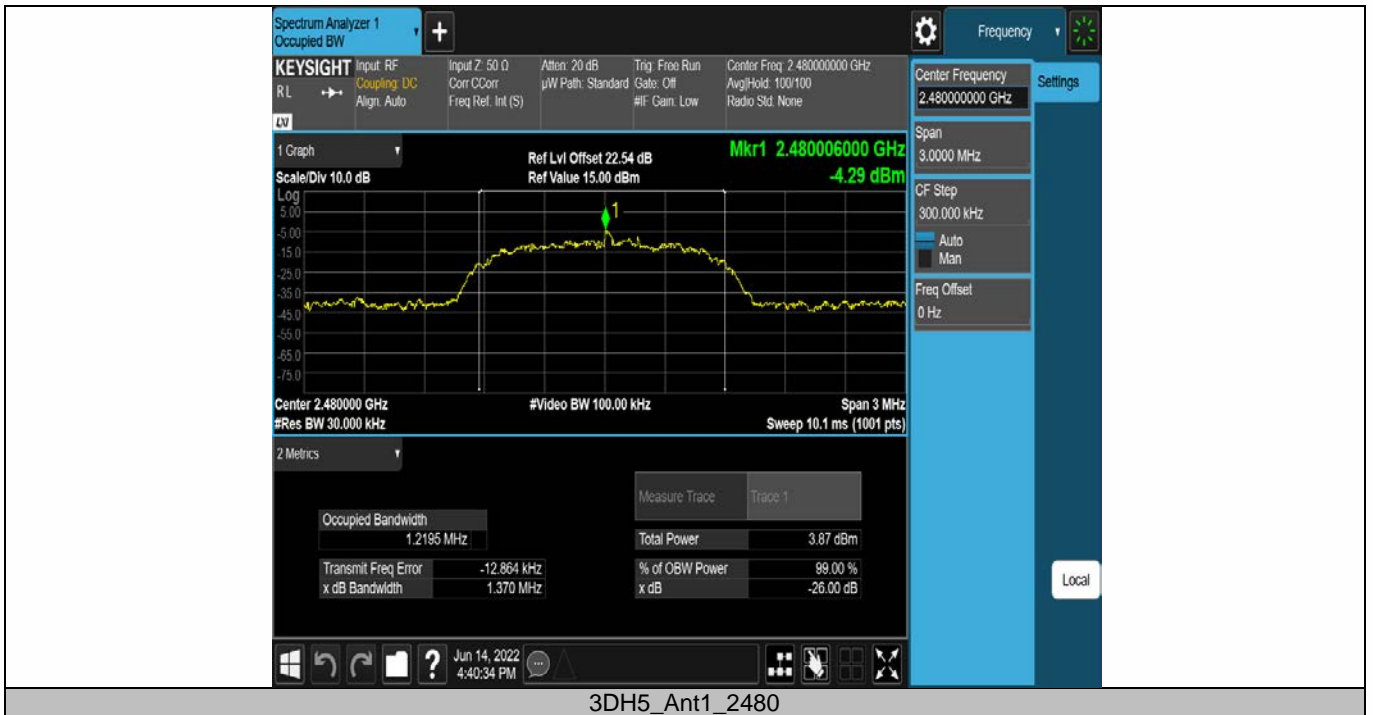 Spectrum Analyzer 1
Occupied BW
+
Frequency
KEYSIGHT Input: RF Input Z: 50 Ω Atten: 20 dB Trig: Free Run Center Freq: 2.480000000 GHz
RL Coupling: DC Corr CCorr µW Path: Standard Gate: Off Avg|Hold: 100/100
Align: Auto Freq Ref: Int (S) #IF Gain: Low Radio Std: None
LXI
Center Frequency
2.480000000 GHz
Settings
Span
3.0000 MHz
CF Step
300.000 kHz
Auto
Man
Freq Offset
0 Hz
Local
1 Graph
Ref Lvl Offset 22.54 dB Mkr1 2.480006000 GHz
Scale/Div 10.0 dB Ref Value 15.00 dBm -4.29 dBm
Log
5.00
-5.00
-15.0
-25.0
-35.0
-45.0
-55.0
-65.0
-75.0
1
Center 2.480000 GHz #Video BW 100.00 kHz Span 3 MHz
#Res BW 30.000 kHz Sweep 10.1 ms (1001 pts)
2 Metrics
Measure Trace Trace 1
Occupied Bandwidth
1.2195 MHz
Total Power 3.87 dBm
Transmit Freq Error -12.864 kHz % of OBW Power 99.00 %
x dB Bandwidth 1.370 MHz x dB -26.00 dB
?
Jun 14, 2022
4:40:34 PM
3DH5_Ant1_2480